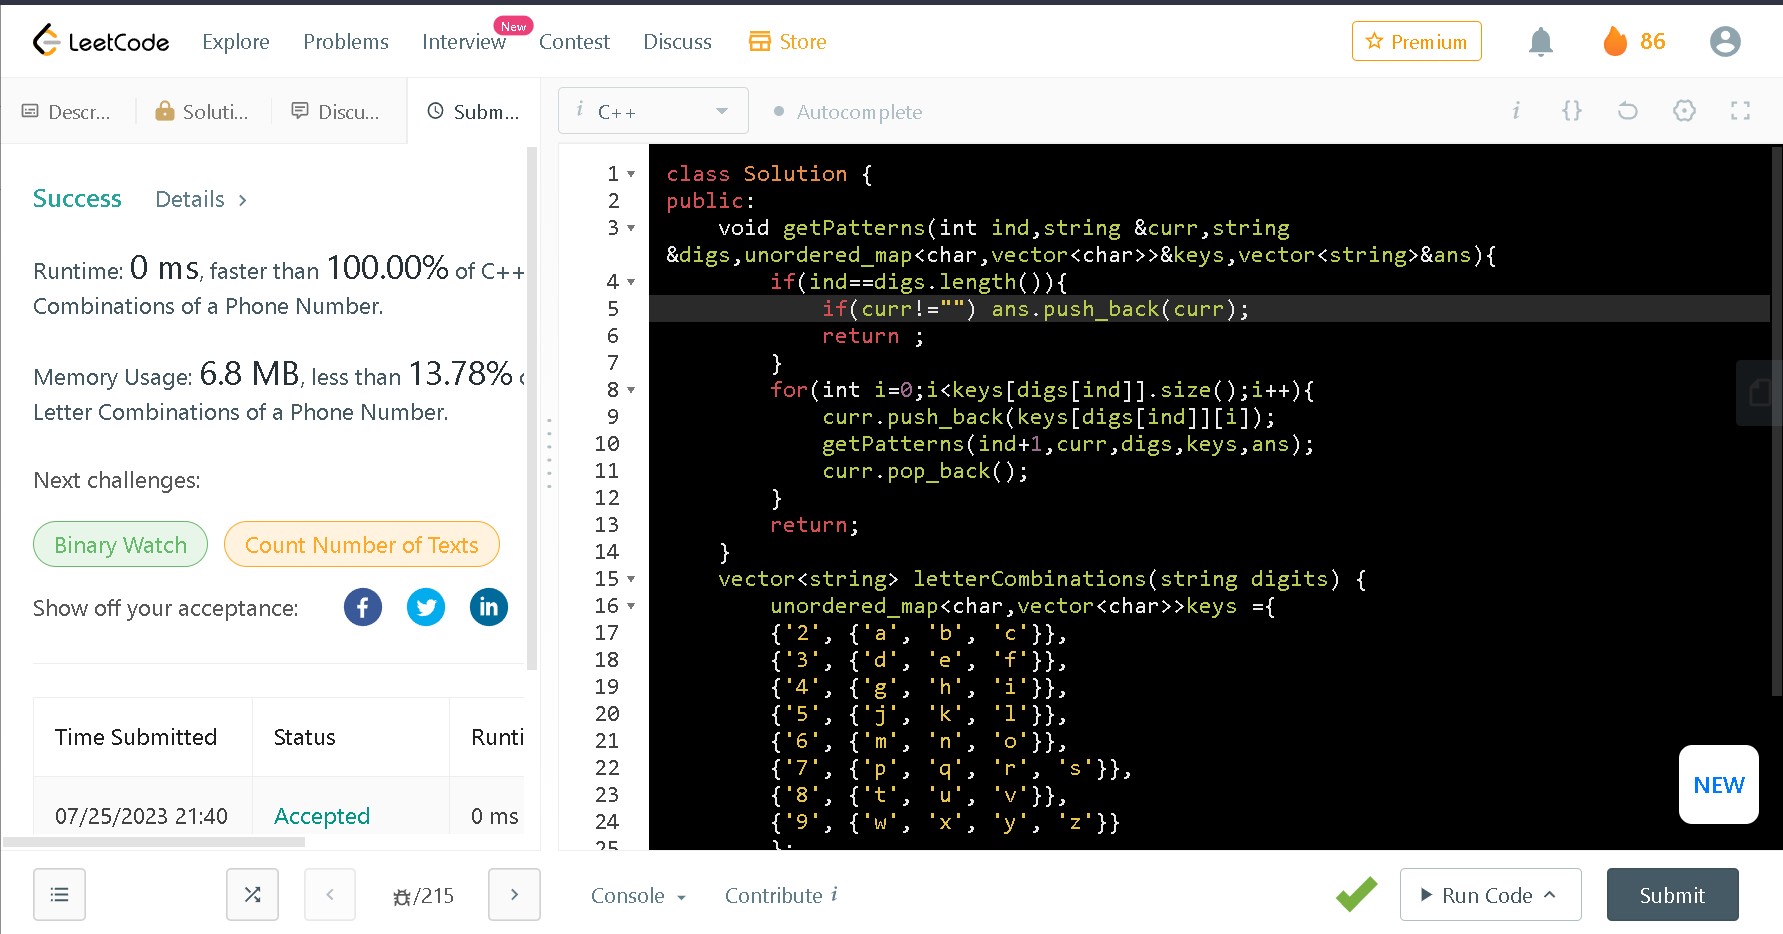 LeetCode Explore Problems Interview New Contest Discuss Store Premium 86
Descr... Soluti... Discu... Subm... i C++ Autocomplete i {}
Success Details >
Runtime: 0 ms, faster than 100.00% of C++
Combinations of a Phone Number.
Memory Usage: 6.8 MB, less than 13.78%
Letter Combinations of a Phone Number.
Next challenges:
Binary Watch Count Number of Texts
Show off your acceptance: f in
Time Submitted Status Runti
07/25/2023 21:40 Accepted 0 ms
1 class Solution {
2 public:
3 void getPatterns(int ind,string &curr,string
&digs,unordered_map<char,vector<char>>&keys,vector<string>&ans){
4 if(ind==digs.length()){
5 if(curr!="") ans.push_back(curr);
6 return ;
7 }
8 for(int i=0;i<keys[digs[ind]].size();i++){
9 curr.push_back(keys[digs[ind]][i]);
10 getPatterns(ind+1,curr,digs,keys,ans);
11 curr.pop_back();
12 }
13 return;
14 }
15 vector<string> letterCombinations(string digits) {
16 unordered_map<char,vector<char>>keys ={
17 {'2', {'a', 'b', 'c'}},
18 {'3', {'d', 'e', 'f'}},
19 {'4', {'g', 'h', 'i'}},
20 {'5', {'j', 'k', 'l'}},
21 {'6', {'m', 'n', 'o'}},
22 {'7', {'p', 'q', 'r', 's'}},
23 {'8', {'t', 'u', 'v'}},
24 {'9', {'w', 'x', 'y', 'z'}}
25 };
NEW
/215 Console Contribute i Run Code Submit